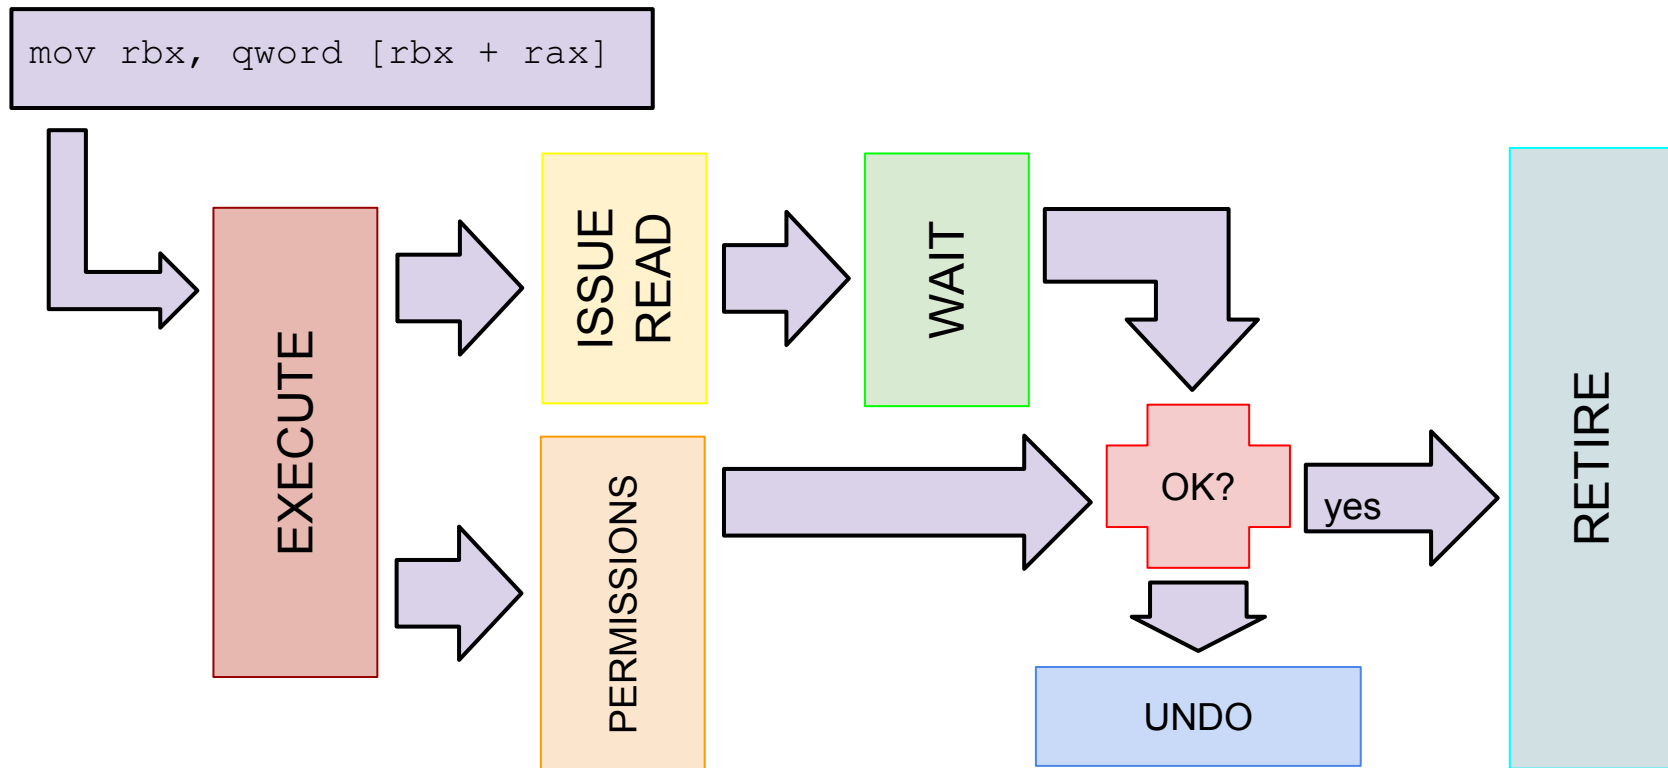 mov rbx, qword [rbx + rax]
EXECUTE
ISSUE
READ
WAIT
PERMISSIONS
OK?
yes
UNDO
RETIRE